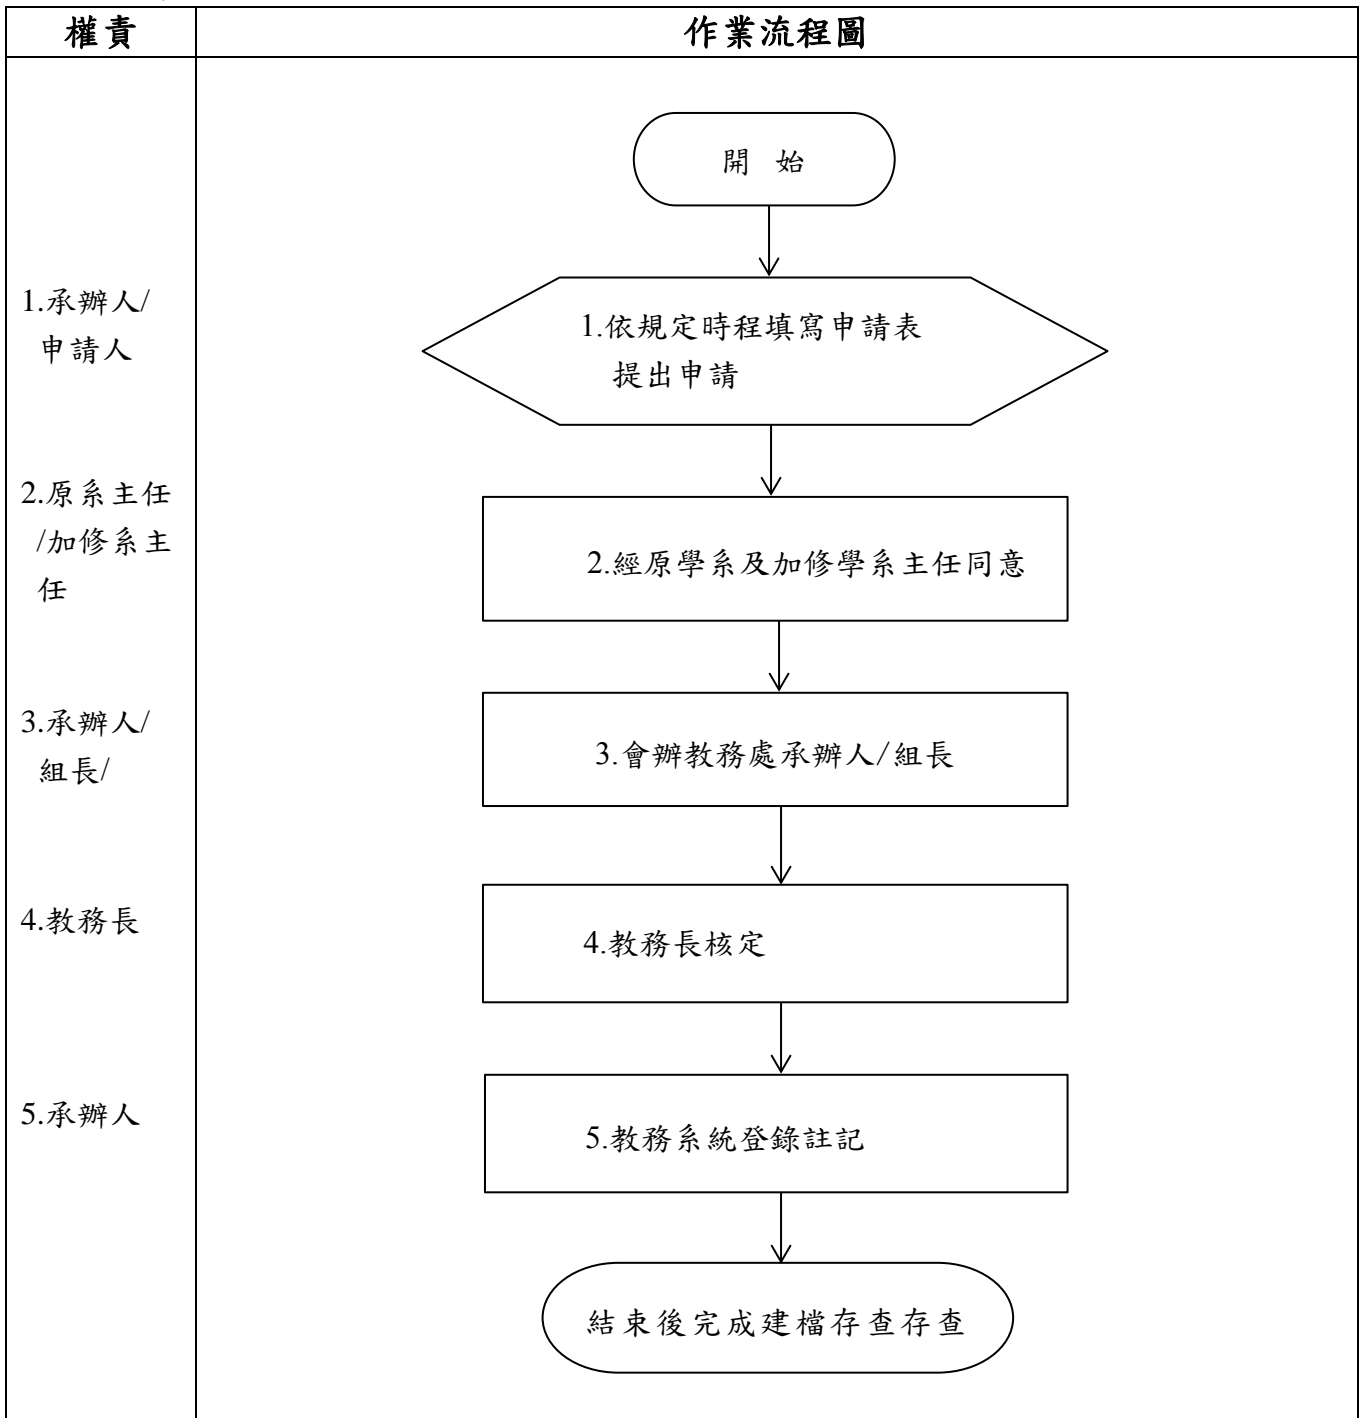 權責
作業流程圖
開 始
1.承辦人/
申請人
1.依規定時程填寫申請表
提出申請
2.原系主任
/加修系主
任
2.經原學系及加修學系主任同意
3.承辦人/
組長/
3.會辦教務處承辦人/組長
4.教務長
4.教務長核定
5.承辦人
5.教務系統登錄註記
結束後完成建檔存查存查